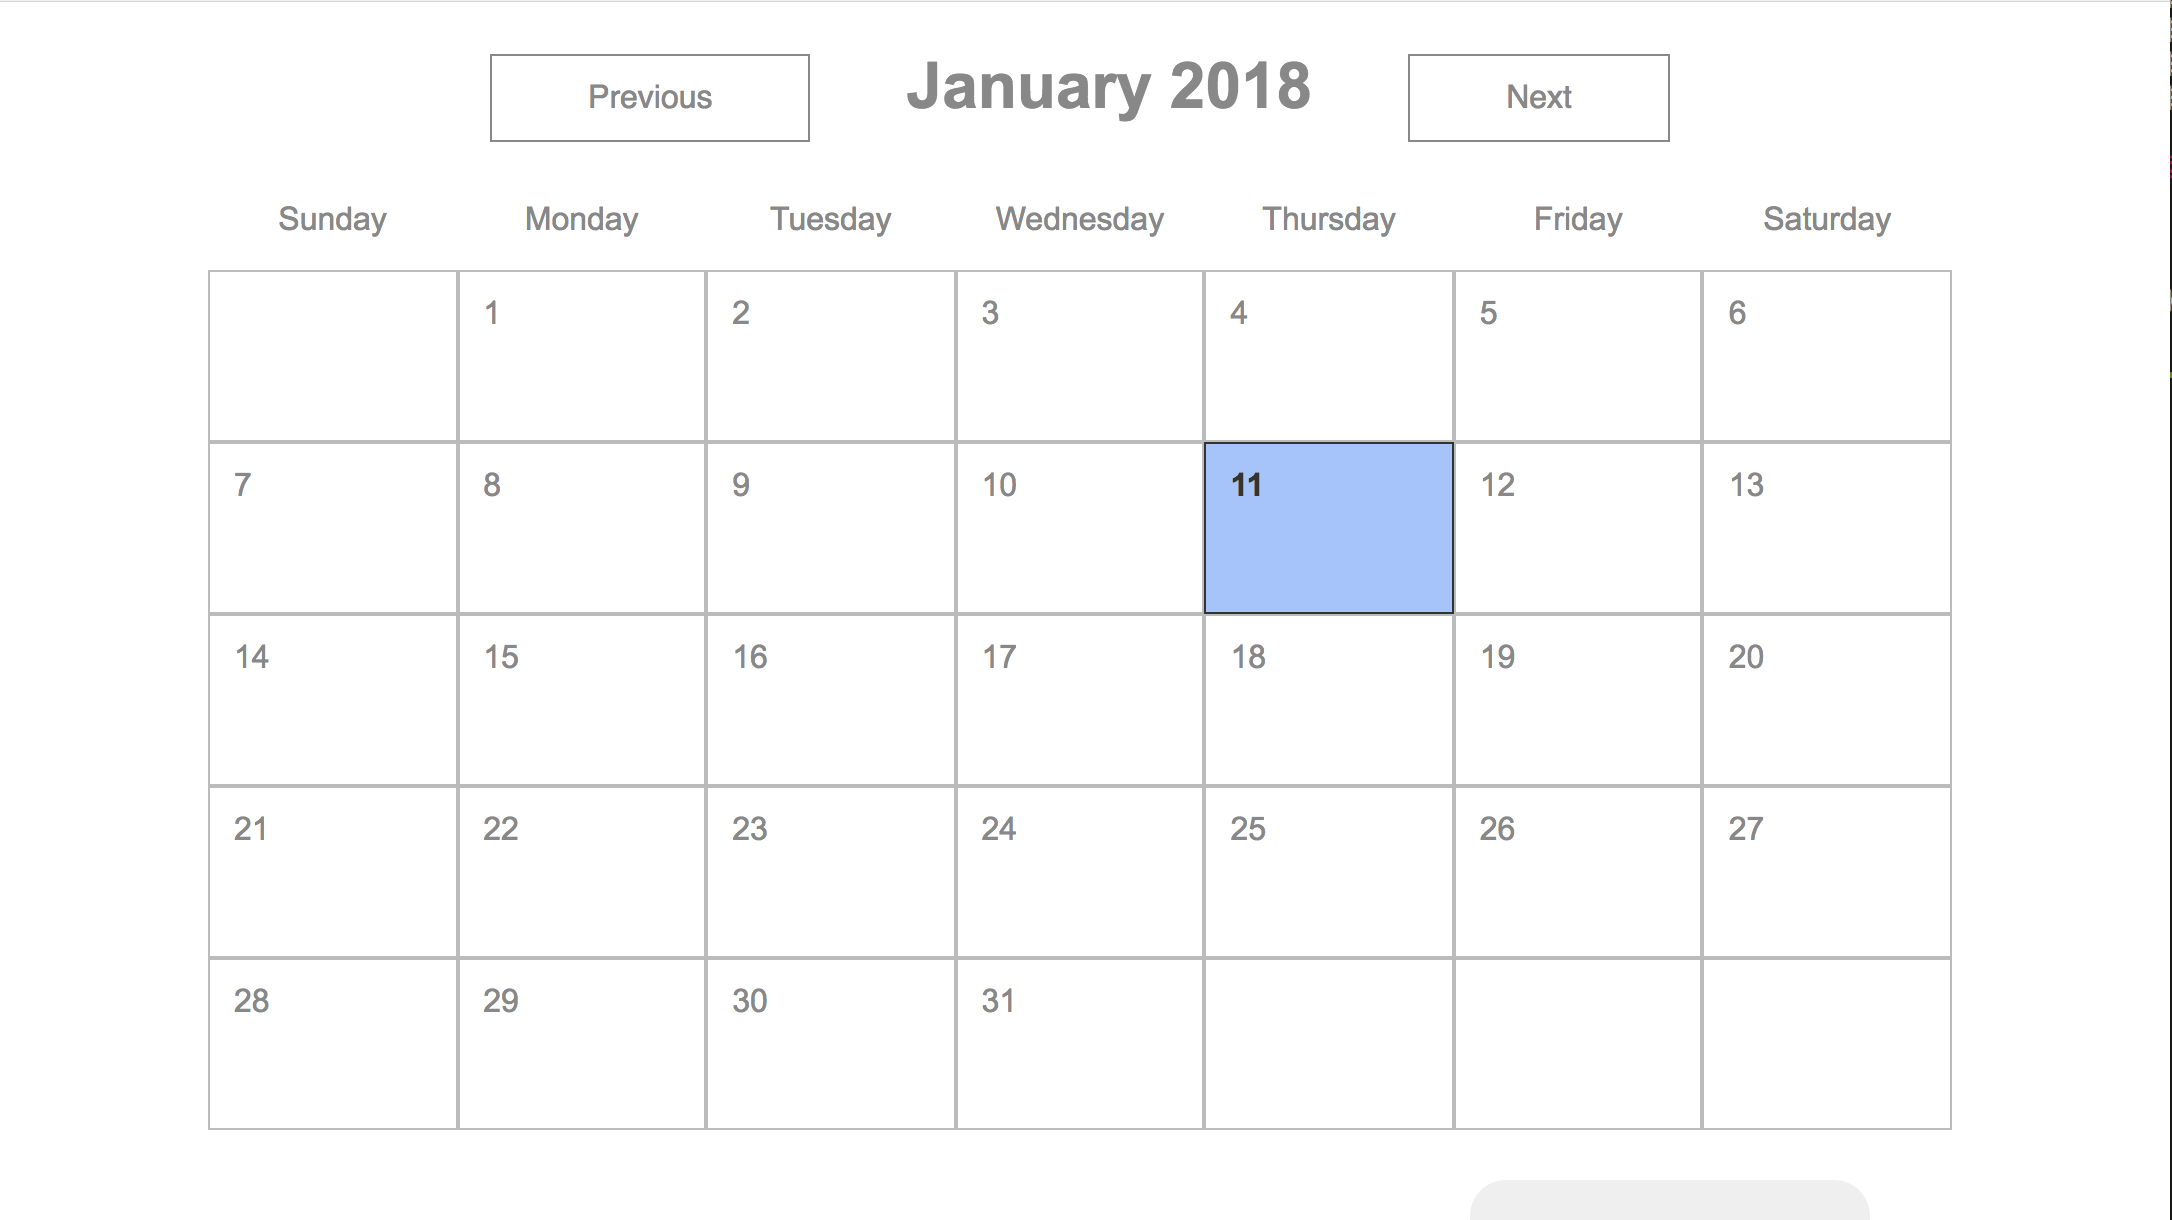 Previous January 2018 Next
Sunday Monday Tuesday Wednesday Thursday Friday Saturday
1 2 3 4 5 6
7 8 9 10 11 12 13
14 15 16 17 18 19 20
21 22 23 24 25 26 27
28 29 30 31